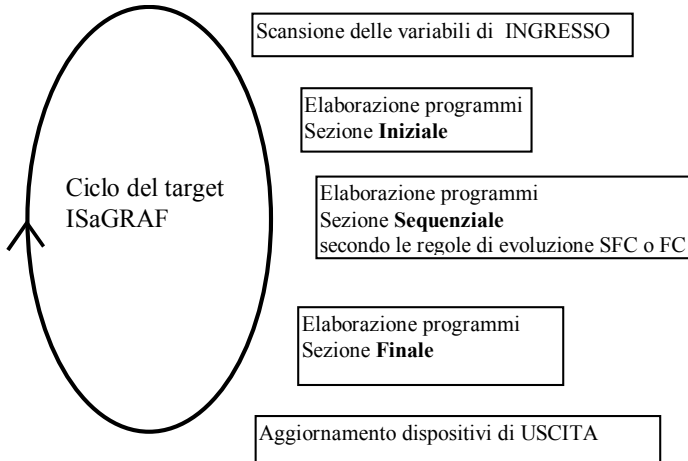 Scansione delle variabili di INGRESSO
Elaborazione programmi
Sezione Iniziale
Ciclo del target
ISaGRAF
Elaborazione programmi
Sezione Sequenziale
secondo le regole di evoluzione SFC o FC
Elaborazione programmi
Sezione Finale
Aggiornamento dispositivi di USCITA